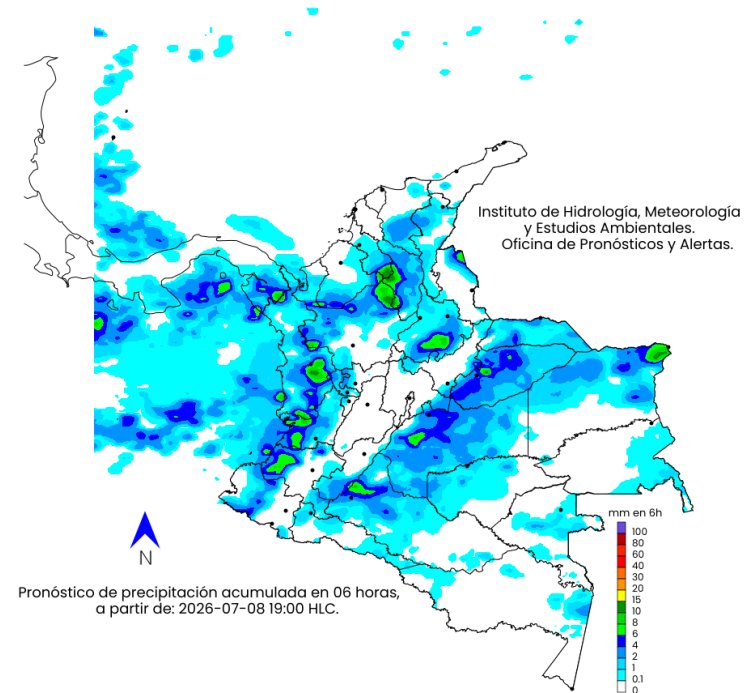 Instituto de Hidrología, Meteorología
y Estudios Ambientales.
Oficina de Pronósticos y Alertas.
N
Pronóstico de precipitación acumulada en 06 horas,
a partir de: 2026-07-08 19:00 HLC.
mm en 6h
100
80
60
40
30
20
15
10
8
6
4
2
1
0.1
0